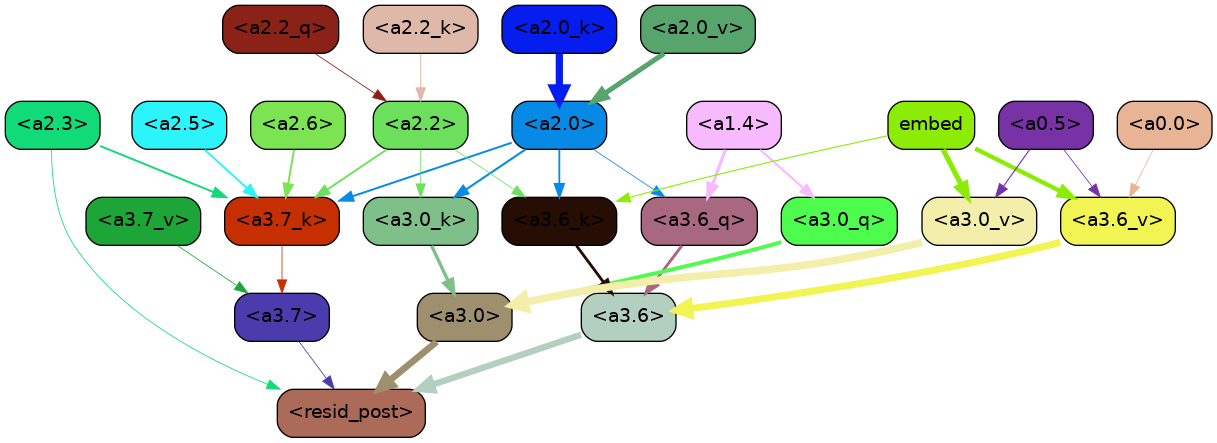 <a2.2_q>
<a2.2_k>
<a2.0_k>
<a2.0_v>
<a2.3>
<a2.5>
<a2.6>
<a2.2>
<a2.0>
<a1.4>
embed
<a0.5>
<a0.0>
<a3.7_v>
<a3.7_k>
<a3.0_k>
<a3.6_k>
<a3.6_q>
<a3.0_q>
<a3.0_v>
<a3.6_v>
<a3.7>
<a3.0>
<a3.6>
<resid_post>